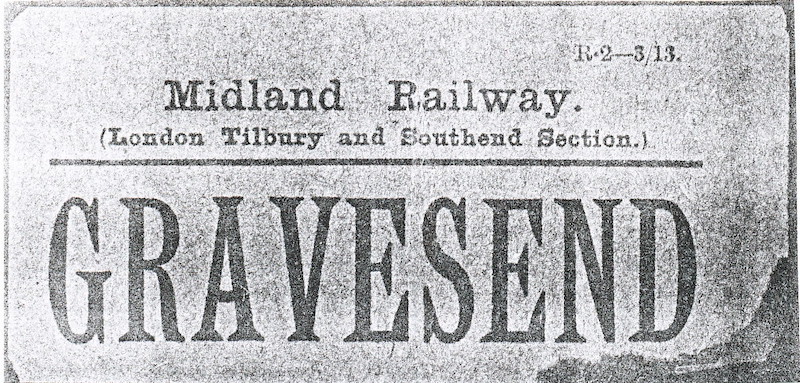 R-2—3/13.
Midland Railway.
(London Tilbury and Southend Section.)
GRAVESEND